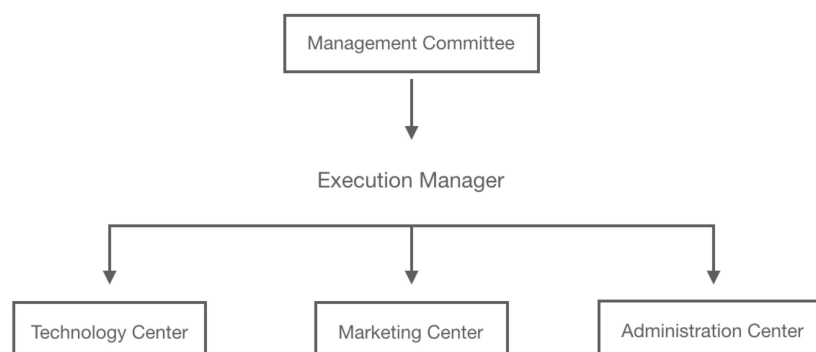 Management Committee
Execution Manager
Technology Center
Marketing Center
Administration Center